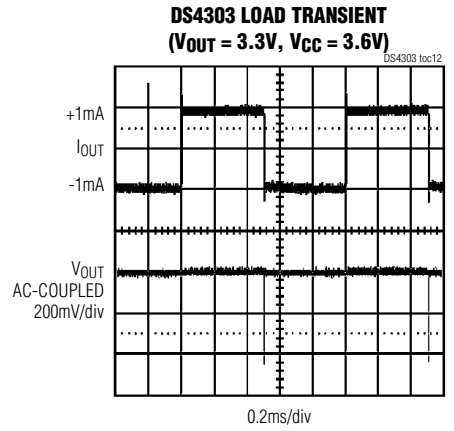 DS4303 LOAD TRANSIENT
(VOUT = 3.3V, VCC = 3.6V)
DS4303 toc12
+1mA
IOUT
-1mA
VOUT
AC-COUPLED
200mV/div
0.2ms/div